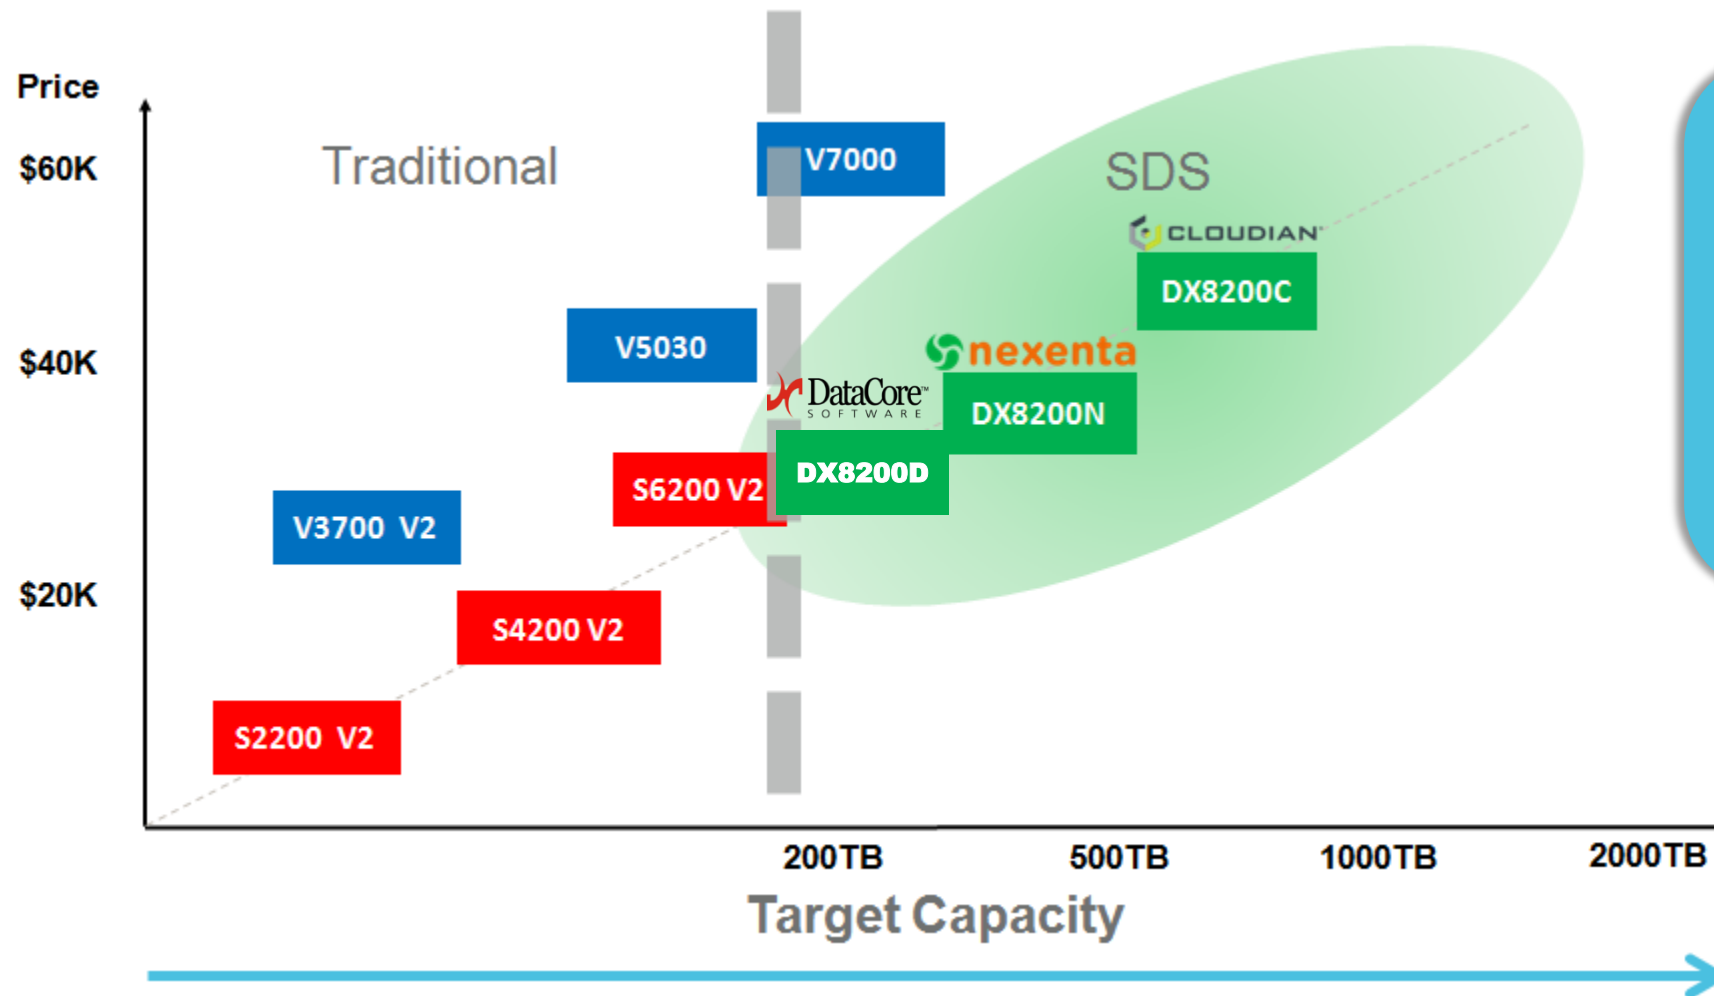 Price
$60K
Traditional
V7000
SDS
CLOUDIAN
DX8200C
$40K
V5030
nexenta
DataCore™
SOFTWARE
DX8200N
DX8200D
S6200 V2
V3700 V2
$20K
S4200 V2
S2200 V2
200TB
500TB
1000TB
2000TB
Target Capacity